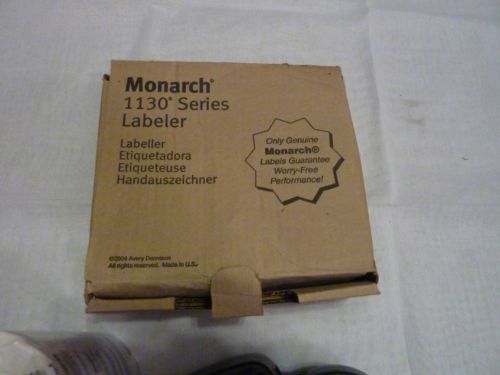 Monarch®
1130® Series
Labeler
Labeller
Etiquetadora
Etiqueteuse
Handauszeichner
Only Genuine
Monarch®
Labels Guarantee
Worry-Free
Performance!
©2004 Avery Dennison
All rights reserved. Made in U.S.